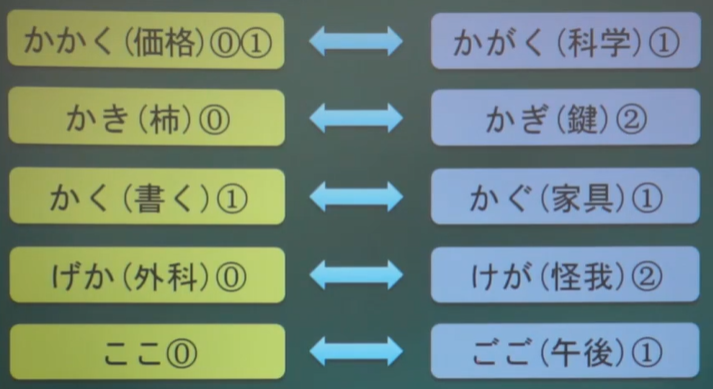 かかく(価格)⓪① かがく(科学)①
かき(柿)⓪ かぎ(鍵)②
かく(書く)① かぐ(家具)①
げか(外科)⓪ けが(怪我)②
ここ⓪ ごご(午後)①